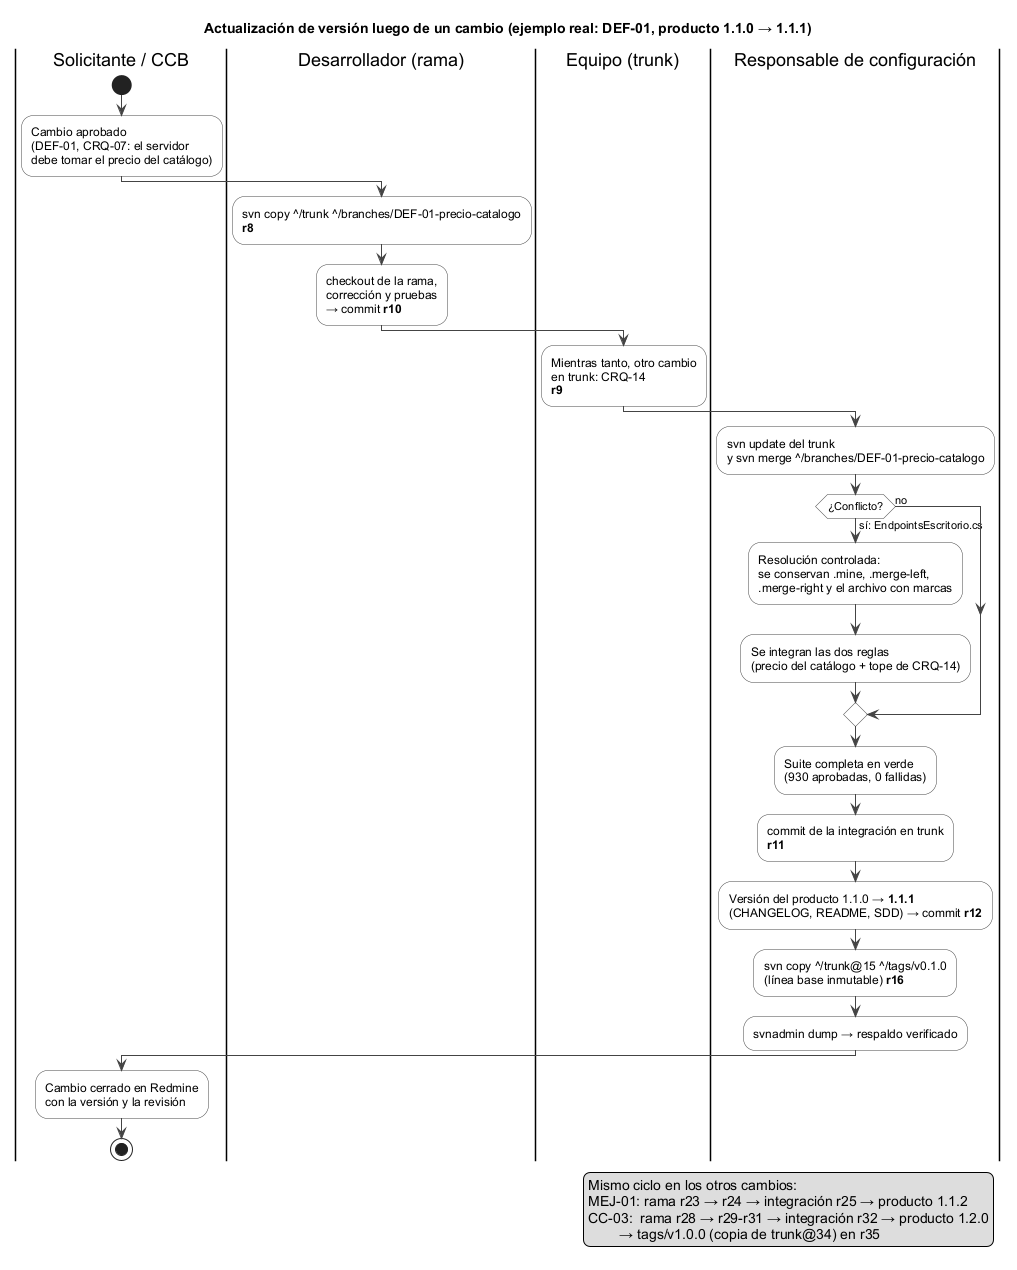 Actualización de versión luego de un cambio (ejemplo real: DEF-01, producto 1.1.0 → 1.1.1)
Solicitante / CCB
Desarrollador (rama)
Equipo (trunk)
Responsable de configuración
Cambio aprobado
(DEF-01, CRQ-07: el servidor
debe tomar el precio del catálogo)
svn copy ^/trunk ^/branches/DEF-01-precio-catalogo
r8
checkout de la rama,
corrección y pruebas
→ commit r10
Mientras tanto, otro cambio
en trunk: CRQ-14
r9
svn update del trunk
y svn merge ^/branches/DEF-01-precio-catalogo
¿Conflicto?
no
sí: EndpointsEscritorio.cs
Resolución controlada:
se conservan .mine, .merge-left,
.merge-right y el archivo con marcas
Se integran las dos reglas
(precio del catálogo + tope de CRQ-14)
Suite completa en verde
(930 aprobadas, 0 fallidas)
commit de la integración en trunk
r11
Versión del producto 1.1.0 → 1.1.1
(CHANGELOG, README, SDD) → commit r12
svn copy ^/trunk@15 ^/tags/v0.1.0
(línea base inmutable) r16
svnadmin dump → respaldo verificado
Cambio cerrado en Redmine
con la versión y la revisión
Mismo ciclo en los otros cambios:
MEJ-01: rama r23 → r24 → integración r25 → producto 1.1.2
CC-03:  rama r28 → r29-r31 → integración r32 → producto 1.2.0
→ tags/v1.0.0 (copia de trunk@34) en r35